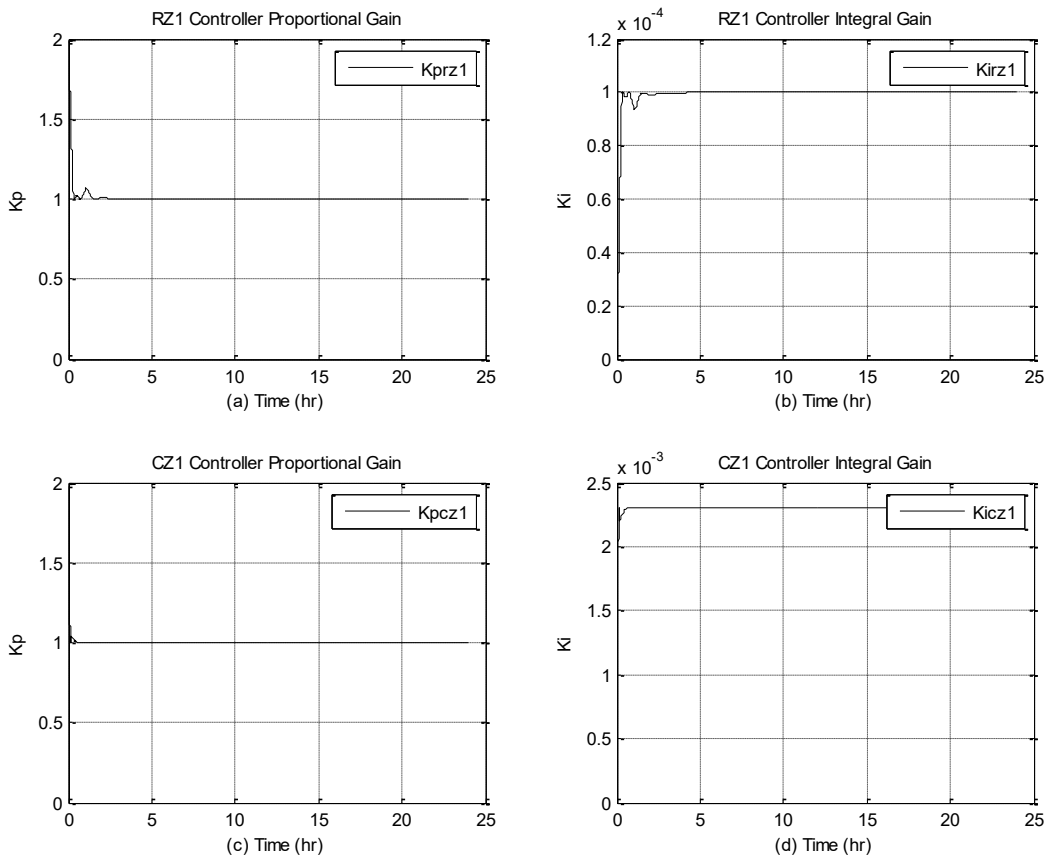 RZ1 Controller Proportional Gain
2
1.5
1
0.5
0
Kp
Kprz1
0 5 10 15 20 25
(a) Time (hr)
RZ1 Controller Integral Gain
x 10^-4
1.2
1
0.8
0.6
0.4
0.2
0
Ki
Kirz1
0 5 10 15 20 25
(b) Time (hr)
CZ1 Controller Proportional Gain
2
1.5
1
0.5
0
Kp
Kpcz1
0 5 10 15 20 25
(c) Time (hr)
CZ1 Controller Integral Gain
x 10^-3
2.5
2
1.5
1
0.5
0
Ki
Kicz1
0 5 10 15 20 25
(d) Time (hr)